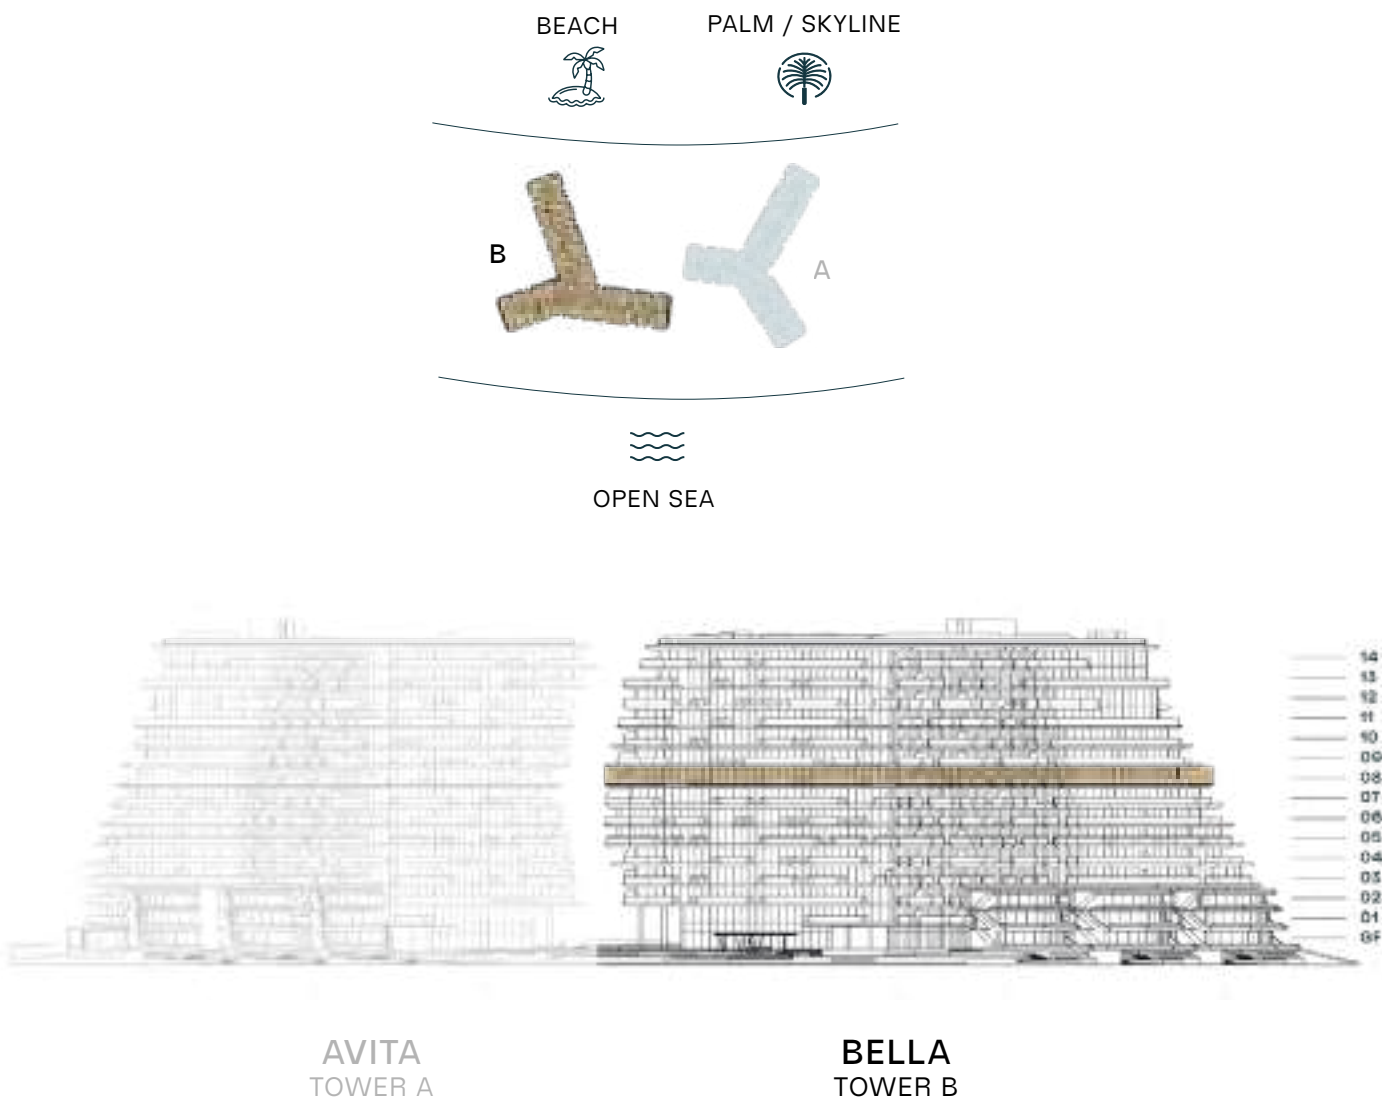 BEACH
PALM / SKYLINE
B
A
OPEN SEA
14
13
12
11
10
09
08
07
06
05
04
03
02
01
GF
AVITA
TOWER A
BELLA
TOWER B